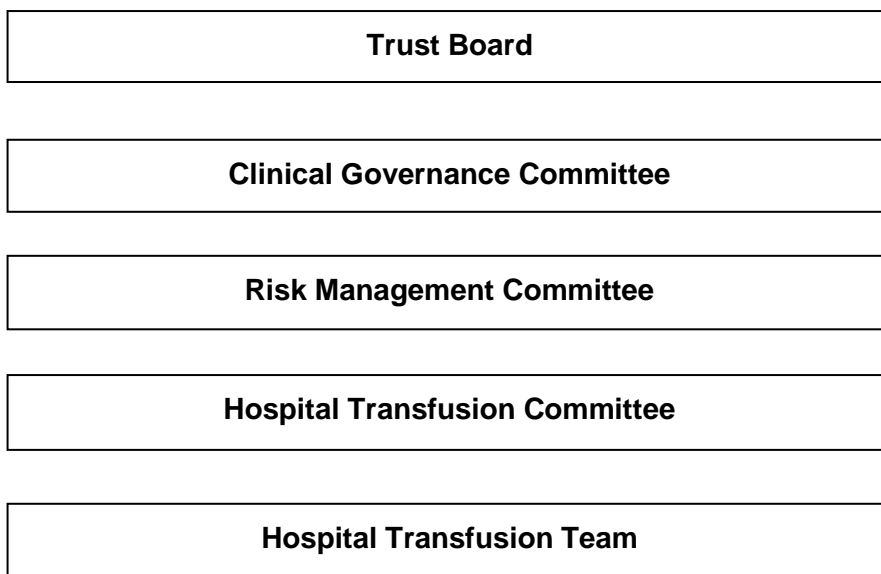 Trust Board
Clinical Governance Committee
Risk Management Committee
Hospital Transfusion Committee
Hospital Transfusion Team